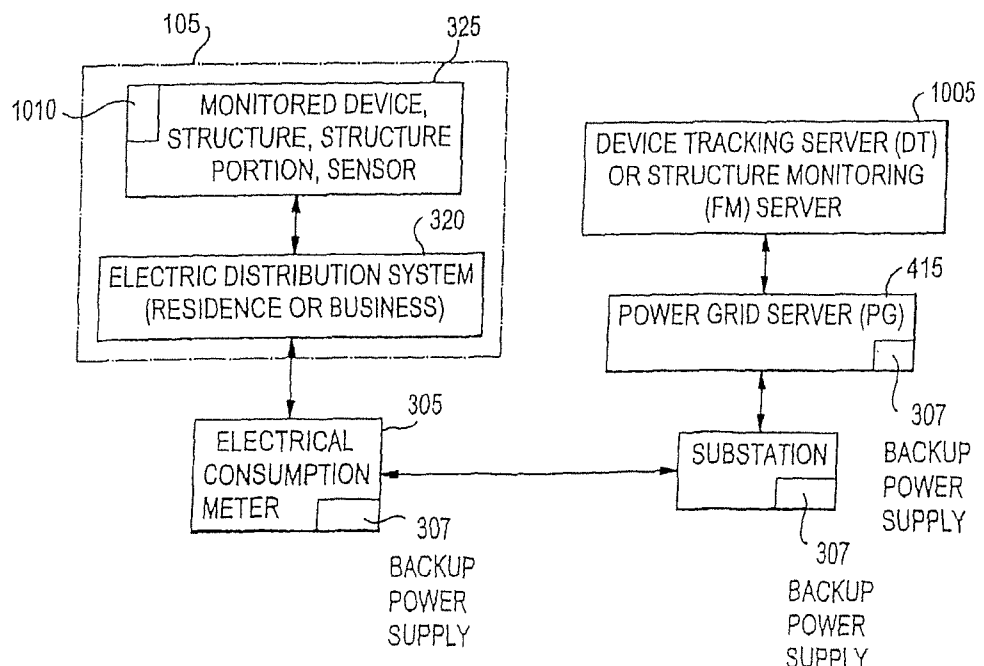 105
325
1010
MONITORED DEVICE,
STRUCTURE, STRUCTURE
PORTION, SENSOR
320
ELECTRIC DISTRIBUTION SYSTEM
(RESIDENCE OR BUSINESS)
305
ELECTRICAL
CONSUMPTION
METER
307
BACKUP
POWER
SUPPLY
1005
DEVICE TRACKING SERVER (DT)
OR STRUCTURE MONITORING
(FM) SERVER
415
POWER GRID SERVER (PG)
307
BACKUP
POWER
SUPPLY
SUBSTATION
307
BACKUP
POWER
SUPPLY